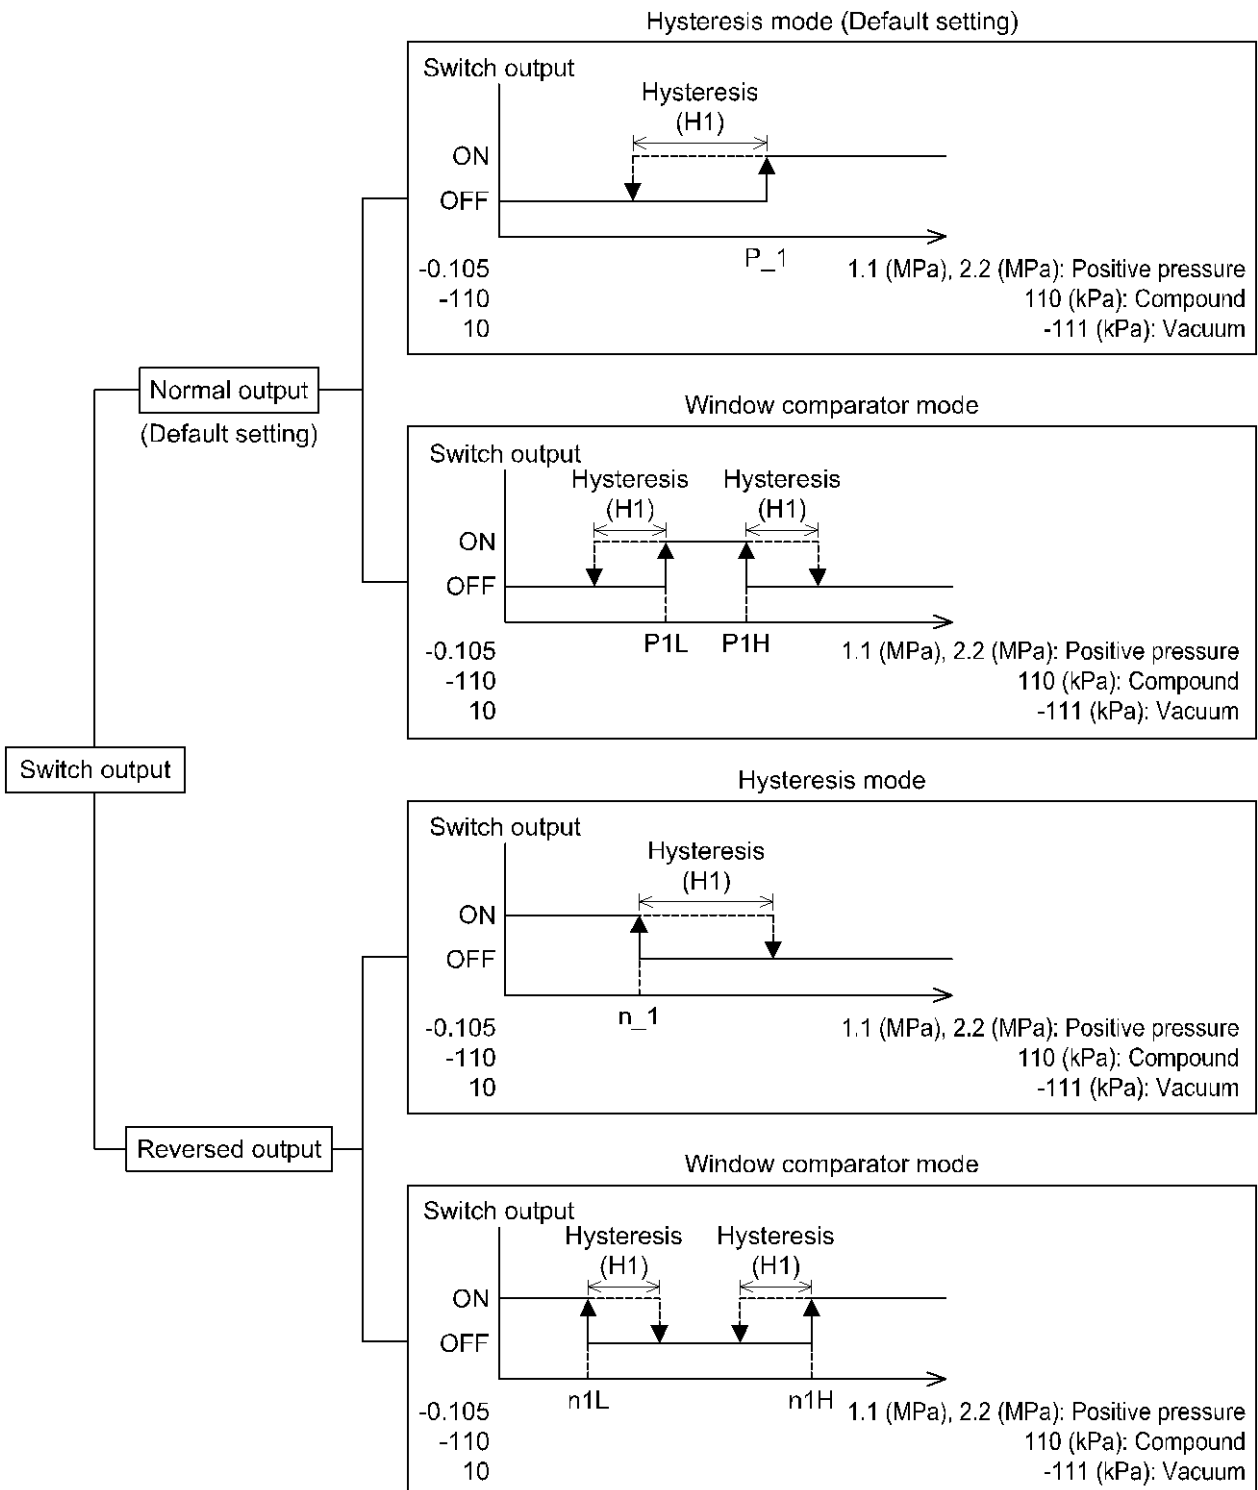 Hysteresis mode (Default setting)
Switch output
Hysteresis
(H1)
ON
OFF
P_1
-0.105
1.1 (MPa), 2.2 (MPa): Positive pressure
-110
110 (kPa): Compound
10
-111 (kPa): Vacuum
Normal output
(Default setting)
Window comparator mode
Switch output
Hysteresis Hysteresis
(H1) (H1)
ON
OFF
P1L P1H
-0.105
1.1 (MPa), 2.2 (MPa): Positive pressure
-110
110 (kPa): Compound
10
-111 (kPa): Vacuum
Switch output
Hysteresis mode
Switch output
Hysteresis
(H1)
ON
OFF
n_1
-0.105
1.1 (MPa), 2.2 (MPa): Positive pressure
-110
110 (kPa): Compound
10
-111 (kPa): Vacuum
Reversed output
Window comparator mode
Switch output
Hysteresis Hysteresis
(H1) (H1)
ON
OFF
n1L n1H
-0.105
1.1 (MPa), 2.2 (MPa): Positive pressure
-110
110 (kPa): Compound
10
-111 (kPa): Vacuum